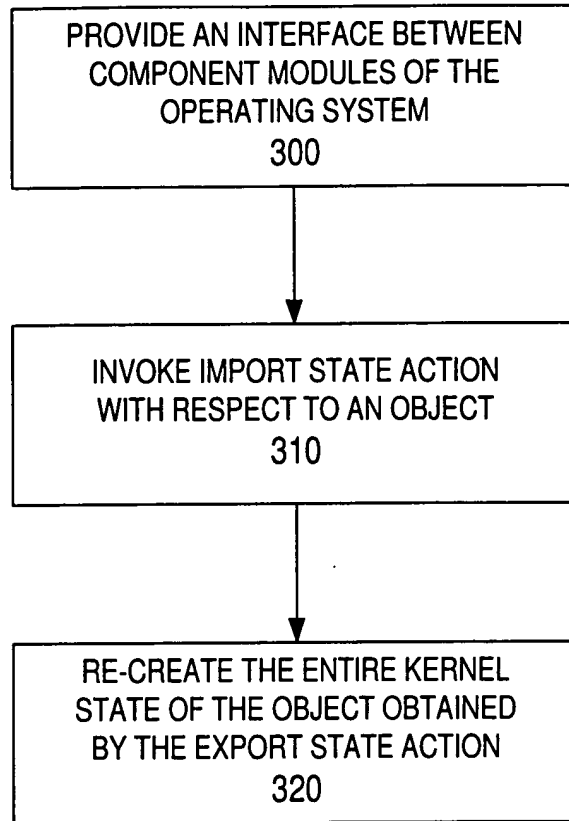 PROVIDE AN INTERFACE BETWEEN
COMPONENT MODULES OF THE
OPERATING SYSTEM
300
INVOKE IMPORT STATE ACTION
WITH RESPECT TO AN OBJECT
310
RE-CREATE THE ENTIRE KERNEL
STATE OF THE OBJECT OBTAINED
BY THE EXPORT STATE ACTION
320